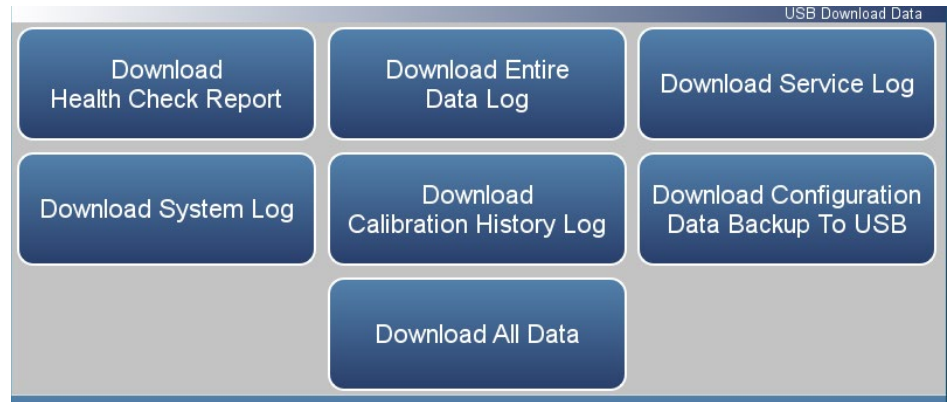 USB Download Data
Download
Health Check Report
Download Entire
Data Log
Download Service Log
Download System Log
Download
Calibration History Log
Download Configuration
Data Backup To USB
Download All Data